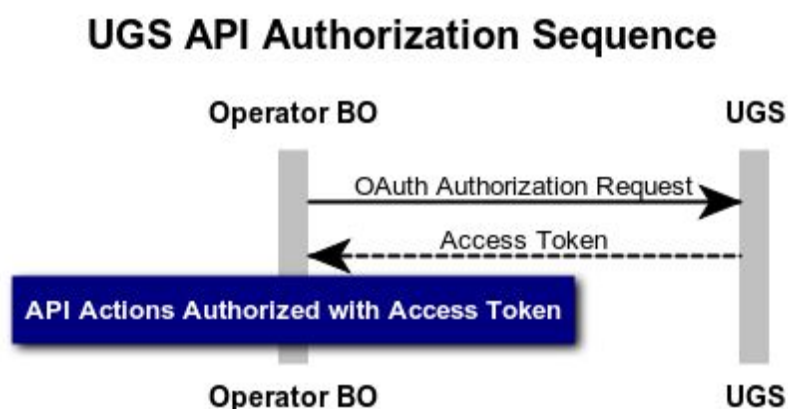 UGS API Authorization Sequence
Operator BO UGS
OAuth Authorization Request
Access Token
API Actions Authorized with Access Token
Operator BO UGS